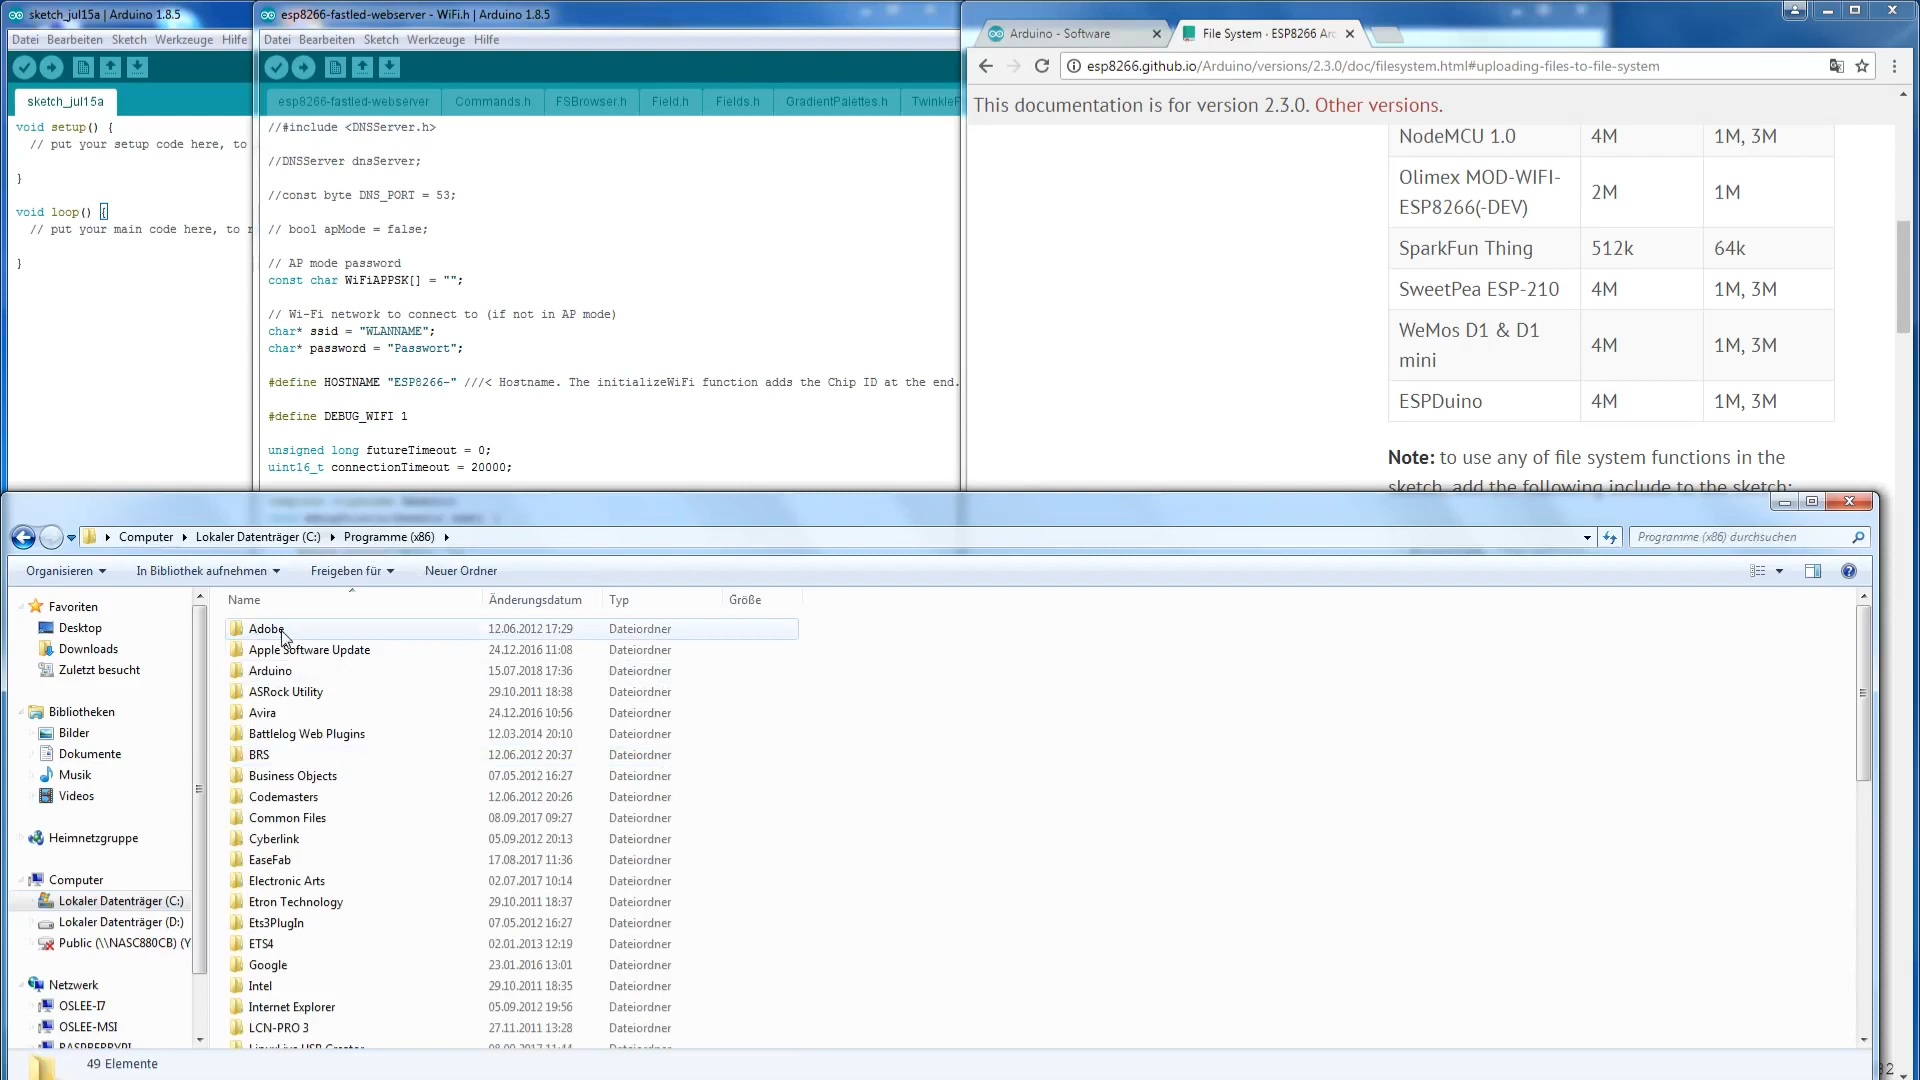 sketch_jul15a | Arduino 1.8.5
Datei Bearbeiten Sketch Werkzeuge Hilfe
sketch_jul15a
void setup() {
// put your setup code here, to
}
void loop() {
// put your main code here, to r
}
esp8266-fastled-webserver - WiFi.h | Arduino 1.8.5
Datei Bearbeiten Sketch Werkzeuge Hilfe
esp8266-fastled-webserver Commands.h FSBrowser.h Field.h Fields.h GradientPalettes.h TwinkleF
//#include <DNSServer.h>
//DNSServer dnsServer;
//const byte DNS_PORT = 53;
// bool apMode = false;
// AP mode password
const char WiFiAPPSK[] = "";
// Wi-Fi network to connect to (if not in AP mode)
char* ssid = "WLANNAME";
char* password = "Passwort";
#define HOSTNAME "ESP8266-" ///< Hostname. The initializeWiFi function adds the Chip ID at the end.
#define DEBUG_WIFI 1
unsigned long futureTimeout = 0;
uint16_t connectionTimeout = 20000;
Arduino - Software
File System · ESP8266 Ar
esp8266.github.io/Arduino/versions/2.3.0/doc/filesystem.html#uploading-files-to-file-system
This documentation is for version 2.3.0. Other versions.
NodeMCU 1.0 4M 1M, 3M
Olimex MOD-WIFI-
ESP8266(-DEV) 2M 1M
SparkFun Thing 512k 64k
SweetPea ESP-210 4M 1M, 3M
WeMos D1 & D1
mini 4M 1M, 3M
ESPDuino 4M 1M, 3M
Note: to use any of file system functions in the
sketch, add the following include to the sketch:
Computer Lokaler Datenträger (C:) Programme (x86)
Programme (x86) durchsuchen
Organisieren In Bibliothek aufnehmen Freigeben für Neuer Ordner
Favoriten
Desktop
Downloads
Zuletzt besucht
Bibliotheken
Bilder
Dokumente
Musik
Videos
Heimnetzgruppe
Computer
Lokaler Datenträger (C:)
Lokaler Datenträger (D:)
Public (\\NASC880CB) (Y
Netzwerk
OSLEE-I7
OSLEE-MSI
RASPBERRYPI
Name Änderungsdatum Typ Größe
Adobe 12.06.2012 17:29 Dateiordner
Apple Software Update 24.12.2016 11:08 Dateiordner
Arduino 15.07.2018 17:36 Dateiordner
ASRock Utility 29.10.2011 18:38 Dateiordner
Avira 24.12.2016 10:56 Dateiordner
Battlelog Web Plugins 12.03.2014 20:10 Dateiordner
BRS 12.06.2012 20:37 Dateiordner
Business Objects 07.05.2012 16:27 Dateiordner
Codemasters 12.06.2012 20:26 Dateiordner
Common Files 08.09.2017 09:27 Dateiordner
Cyberlink 05.09.2012 20:13 Dateiordner
EaseFab 17.08.2017 11:36 Dateiordner
Electronic Arts 02.07.2017 10:14 Dateiordner
Etron Technology 29.10.2011 18:37 Dateiordner
Ets3PlugIn 07.05.2012 16:27 Dateiordner
ETS4 02.01.2013 12:19 Dateiordner
Google 23.01.2016 13:01 Dateiordner
Intel 29.10.2011 18:35 Dateiordner
Internet Explorer 05.09.2012 19:56 Dateiordner
LCN-PRO 3 27.11.2011 13:28 Dateiordner
LinuxLive USB Creator 08.09.2017 11:44 Dateiordner
49 Elemente